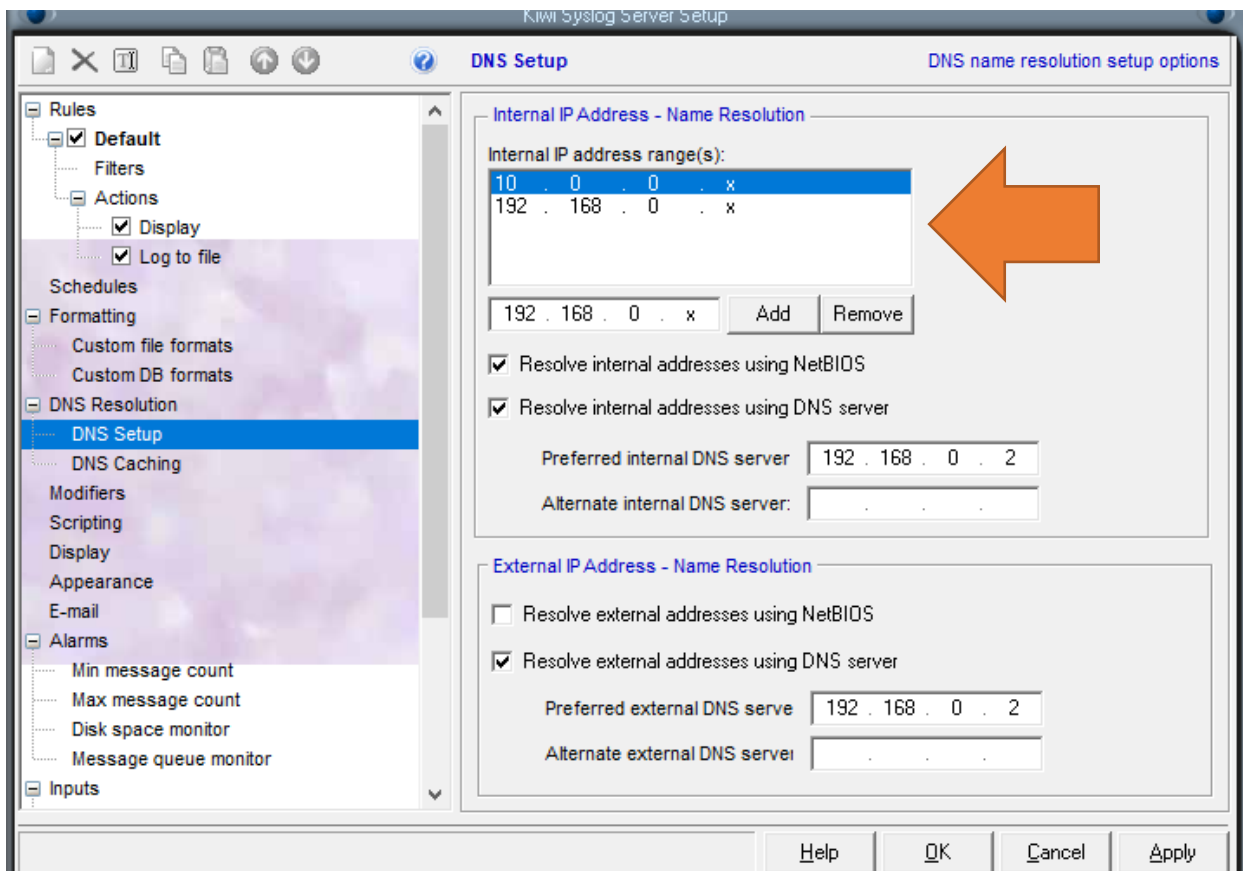 Kiwi Syslog Server Setup
DNS Setup
DNS name resolution setup options
Rules
Default
Filters
Actions
Display
Log to file
Schedules
Formatting
Custom file formats
Custom DB formats
DNS Resolution
DNS Setup
DNS Caching
Modifiers
Scripting
Display
Appearance
E-mail
Alarms
Min message count
Max message count
Disk space monitor
Message queue monitor
Inputs
Internal IP Address - Name Resolution
Internal IP address range(s):
10 . 0 . 0 . x
192 . 168 . 0 . x
192 . 168 . 0 . x
Add
Remove
Resolve internal addresses using NetBIOS
Resolve internal addresses using DNS server
Preferred internal DNS server 192 . 168 . 0 . 2
Alternate internal DNS server: . . .
External IP Address - Name Resolution
Resolve external addresses using NetBIOS
Resolve external addresses using DNS server
Preferred external DNS serve 192 . 168 . 0 . 2
Alternate external DNS server . . .
Help
OK
Cancel
Apply